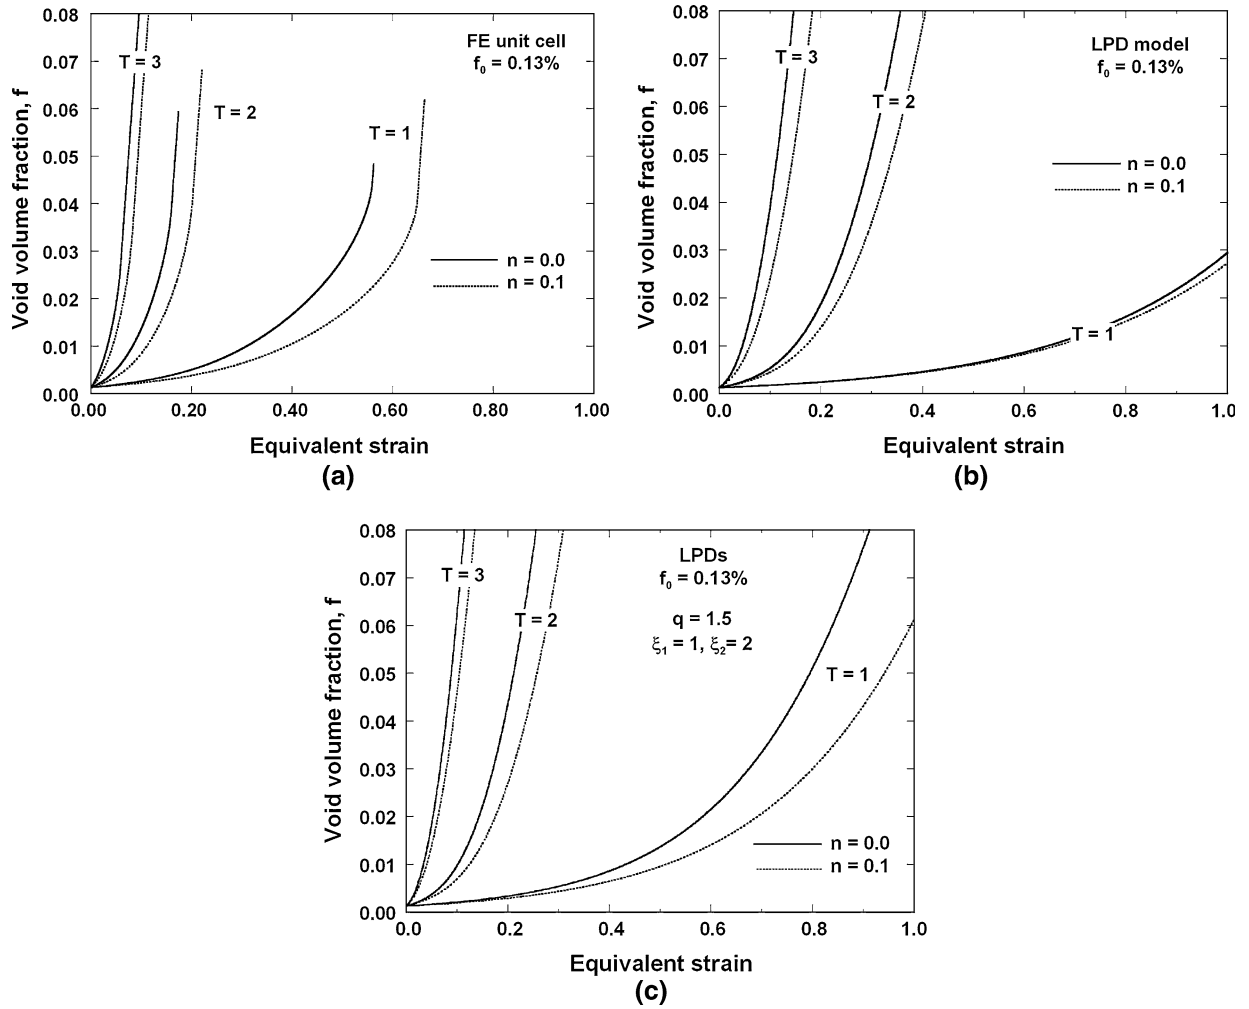 0.08
0.07
0.06
0.05
0.04
0.03
0.02
0.01
0.00
Void volume fraction, f
FE unit cell
f0 = 0.13%
T = 3
T = 2
T = 1
n = 0.0
n = 0.1
0.00 0.20 0.40 0.60 0.80 1.00
Equivalent strain
(a)
0.08
0.07
0.06
0.05
0.04
0.03
0.02
0.01
0.00
Void volume fraction, f
LPD model
f0 = 0.13%
T = 3
T = 2
n = 0.0
n = 0.1
T = 1
0.0 0.2 0.4 0.6 0.8 1.0
Equivalent strain
(b)
0.08
0.07
0.06
0.05
0.04
0.03
0.02
0.01
0.00
Void volume fraction, f
LPDs
f0 = 0.13%
T = 3
q = 1.5
T = 2
ξ1 = 1, ξ2= 2
T = 1
n = 0.0
n = 0.1
0.0 0.2 0.4 0.6 0.8 1.0
Equivalent strain
(c)